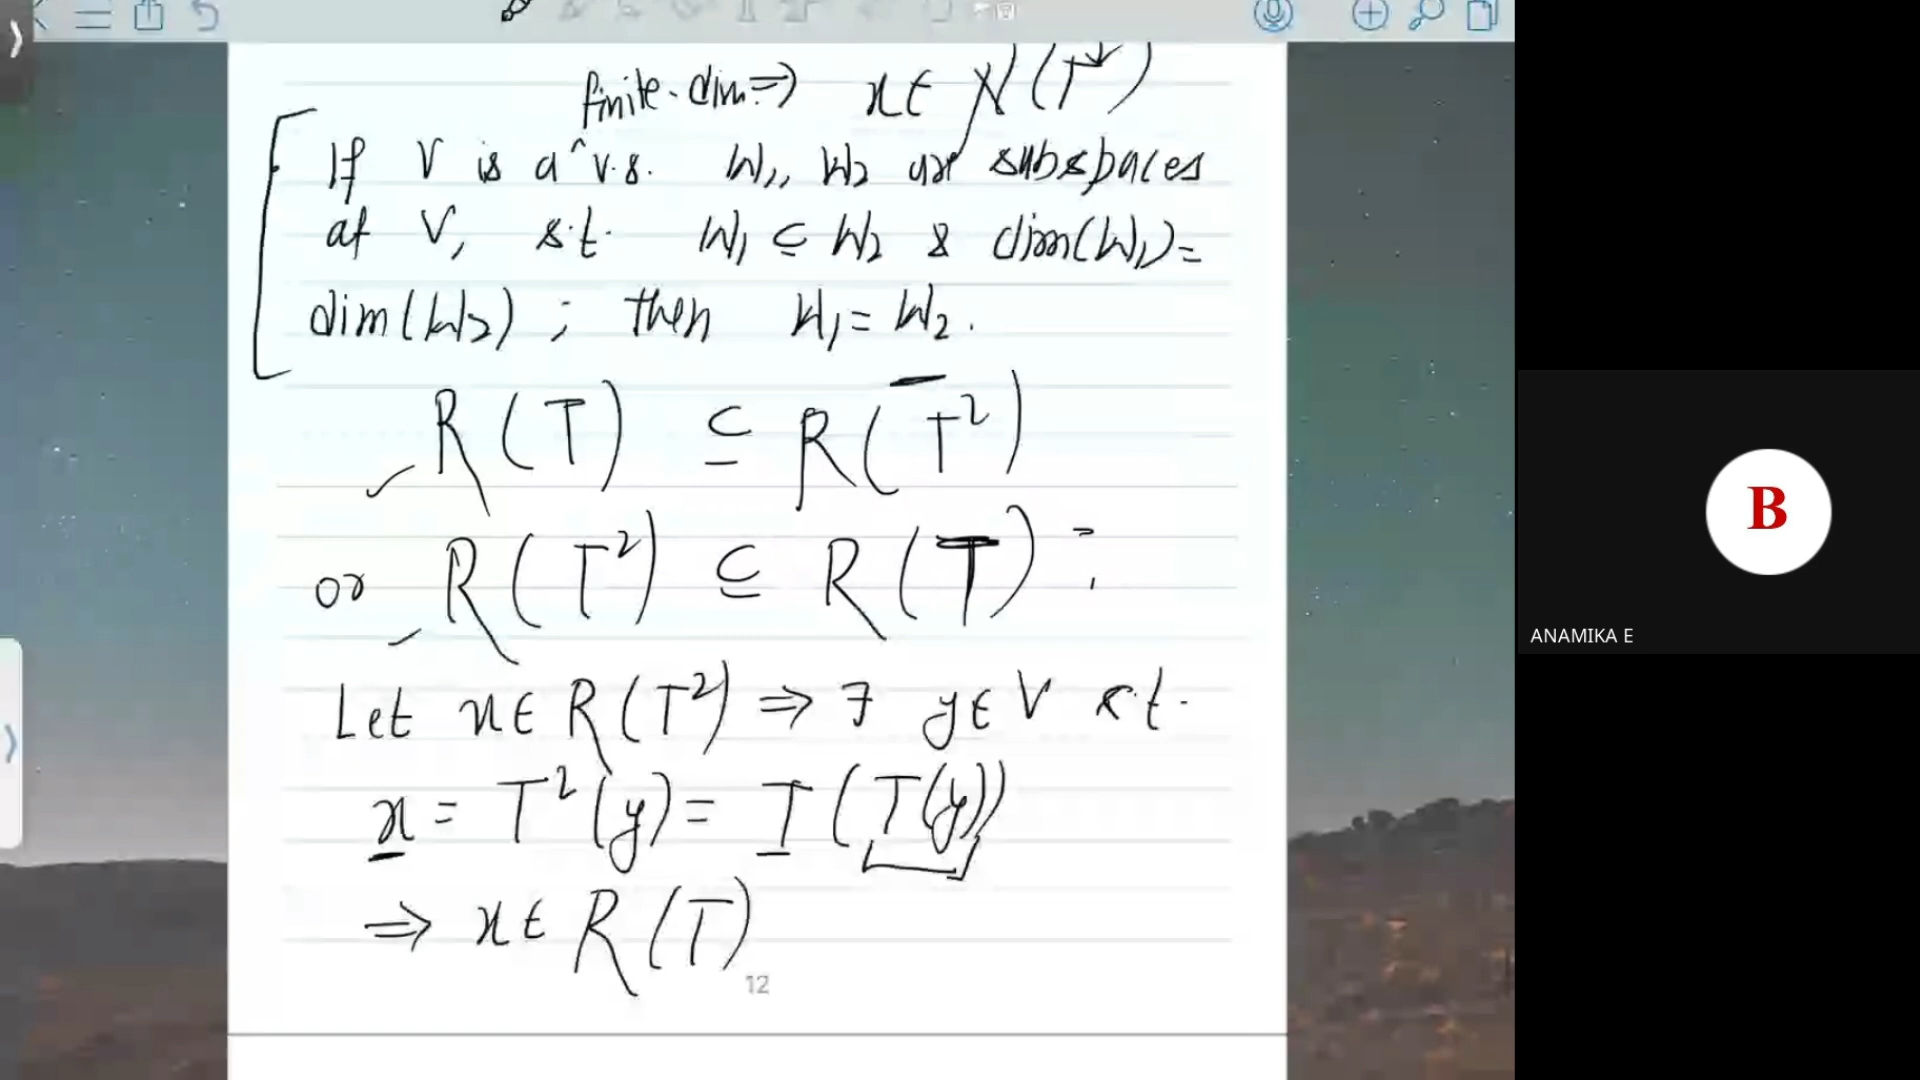 finite-dim ⇒) x ∈ N(T²)
If V is a ^ v.s. W₁, W₂ are subspaces
of V, s.t. W₁ ⊆ W₂ & dim(W₁) =
dim(W₂) ; then W₁ = W₂.
R(T) ⊆ R(T²)
or R(T²) ⊆ R(T) ?
Let x ∈ R(T²) ⇒ ∃ y ∈ V s.t.
x = T²(y) = T(T(y))
⇒ x ∈ R(T)
12
B
ANAMIKA E